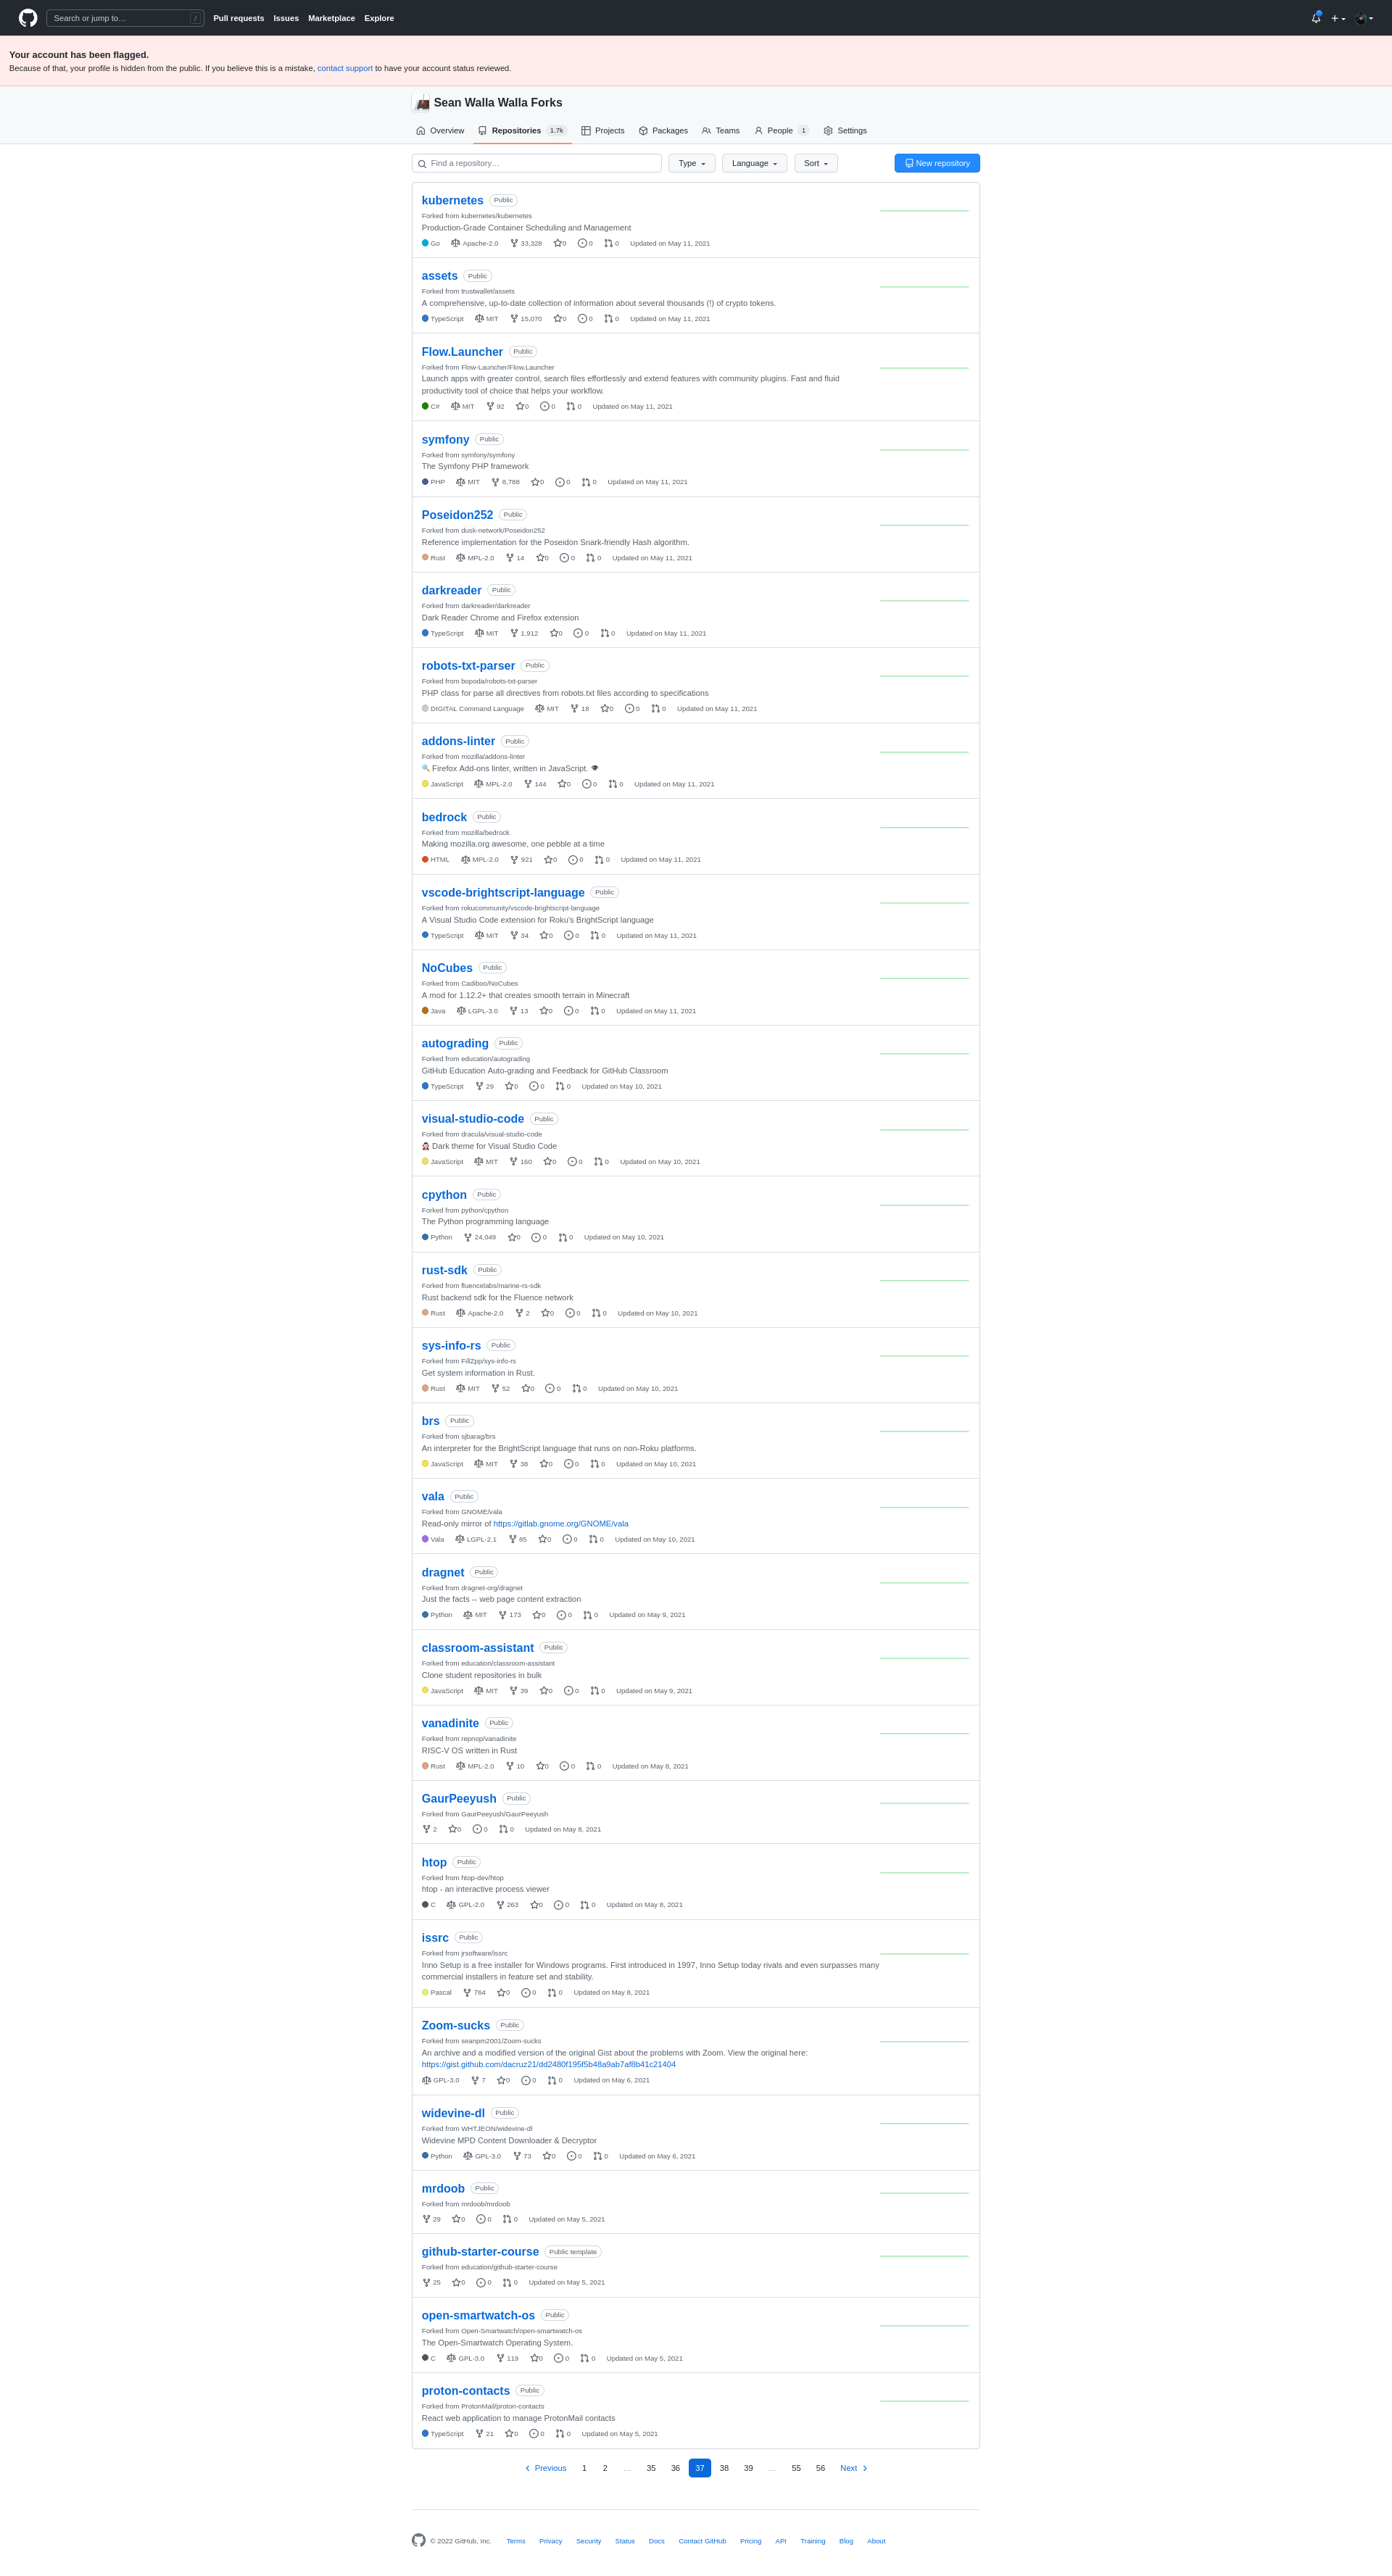 Search or jump to… /
Pull requests Issues Marketplace Explore
Your account has been flagged.
Because of that, your profile is hidden from the public. If you believe this is a mistake, contact support to have your account status reviewed.
Sean Walla Walla Forks
Overview Repositories 1.7k Projects Packages Teams People 1 Settings
Find a repository… Type Language Sort New repository
kubernetes Public
Forked from kubernetes/kubernetes
Production-Grade Container Scheduling and Management
Go Apache-2.0 33,328 0 0 0 Updated on May 11, 2021
assets Public
Forked from trustwallet/assets
A comprehensive, up-to-date collection of information about several thousands (!) of crypto tokens.
TypeScript MIT 15,070 0 0 0 Updated on May 11, 2021
Flow.Launcher Public
Forked from Flow-Launcher/Flow.Launcher
Launch apps with greater control, search files effortlessly and extend features with community plugins. Fast and fluid
productivity tool of choice that helps your workflow.
C# MIT 92 0 0 0 Updated on May 11, 2021
symfony Public
Forked from symfony/symfony
The Symfony PHP framework
PHP MIT 8,788 0 0 0 Updated on May 11, 2021
Poseidon252 Public
Forked from dusk-network/Poseidon252
Reference implementation for the Poseidon Snark-friendly Hash algorithm.
Rust MPL-2.0 14 0 0 0 Updated on May 11, 2021
darkreader Public
Forked from darkreader/darkreader
Dark Reader Chrome and Firefox extension
TypeScript MIT 1,912 0 0 0 Updated on May 11, 2021
robots-txt-parser Public
Forked from bopoda/robots-txt-parser
PHP class for parse all directives from robots.txt files according to specifications
DIGITAL Command Language MIT 18 0 0 0 Updated on May 11, 2021
addons-linter Public
Forked from mozilla/addons-linter
🔍 Firefox Add-ons linter, written in JavaScript. 🎓
JavaScript MPL-2.0 144 0 0 0 Updated on May 11, 2021
bedrock Public
Forked from mozilla/bedrock
Making mozilla.org awesome, one pebble at a time
HTML MPL-2.0 921 0 0 0 Updated on May 11, 2021
vscode-brightscript-language Public
Forked from rokucommunity/vscode-brightscript-language
A Visual Studio Code extension for Roku's BrightScript language
TypeScript MIT 34 0 0 0 Updated on May 11, 2021
NoCubes Public
Forked from Cadiboo/NoCubes
A mod for 1.12.2+ that creates smooth terrain in Minecraft
Java LGPL-3.0 13 0 0 0 Updated on May 11, 2021
autograding Public
Forked from education/autograding
GitHub Education Auto-grading and Feedback for GitHub Classroom
TypeScript 29 0 0 0 Updated on May 10, 2021
visual-studio-code Public
Forked from dracula/visual-studio-code
🧛🏻 Dark theme for Visual Studio Code
JavaScript MIT 160 0 0 0 Updated on May 10, 2021
cpython Public
Forked from python/cpython
The Python programming language
Python 24,049 0 0 0 Updated on May 10, 2021
rust-sdk Public
Forked from fluencelabs/marine-rs-sdk
Rust backend sdk for the Fluence network
Rust Apache-2.0 2 0 0 0 Updated on May 10, 2021
sys-info-rs Public
Forked from FillZpp/sys-info-rs
Get system information in Rust.
Rust MIT 52 0 0 0 Updated on May 10, 2021
brs Public
Forked from sjbarag/brs
An interpreter for the BrightScript language that runs on non-Roku platforms.
JavaScript MIT 38 0 0 0 Updated on May 10, 2021
vala Public
Forked from GNOME/vala
Read-only mirror of https://gitlab.gnome.org/GNOME/vala
Vala LGPL-2.1 85 0 0 0 Updated on May 10, 2021
dragnet Public
Forked from dragnet-org/dragnet
Just the facts -- web page content extraction
Python MIT 173 0 0 0 Updated on May 9, 2021
classroom-assistant Public
Forked from education/classroom-assistant
Clone student repositories in bulk
JavaScript MIT 39 0 0 0 Updated on May 9, 2021
vanadinite Public
Forked from repnop/vanadinite
RISC-V OS written in Rust
Rust MPL-2.0 10 0 0 0 Updated on May 8, 2021
GaurPeeyush Public
Forked from GaurPeeyush/GaurPeeyush
2 0 0 0 Updated on May 8, 2021
htop Public
Forked from htop-dev/htop
htop - an interactive process viewer
C GPL-2.0 263 0 0 0 Updated on May 8, 2021
issrc Public
Forked from jrsoftware/issrc
Inno Setup is a free installer for Windows programs. First introduced in 1997, Inno Setup today rivals and even surpasses many
commercial installers in feature set and stability.
Pascal 764 0 0 0 Updated on May 8, 2021
Zoom-sucks Public
Forked from seanpm2001/Zoom-sucks
An archive and a modified version of the original Gist about the problems with Zoom. View the original here:
https://gist.github.com/dacruz21/dd2480f195f5b48a9ab7af8b41c21404
GPL-3.0 7 0 0 0 Updated on May 6, 2021
widevine-dl Public
Forked from WHTJEON/widevine-dl
Widevine MPD Content Downloader & Decryptor
Python GPL-3.0 73 0 0 0 Updated on May 6, 2021
mrdoob Public
Forked from mrdoob/mrdoob
29 0 0 0 Updated on May 5, 2021
github-starter-course Public template
Forked from education/github-starter-course
25 0 0 0 Updated on May 5, 2021
open-smartwatch-os Public
Forked from Open-Smartwatch/open-smartwatch-os
The Open-Smartwatch Operating System.
C GPL-3.0 119 0 0 0 Updated on May 5, 2021
proton-contacts Public
Forked from ProtonMail/proton-contacts
React web application to manage ProtonMail contacts
TypeScript 21 0 0 0 Updated on May 5, 2021
Previous 1 2 … 35 36 37 38 39 … 55 56 Next
© 2022 GitHub, Inc. Terms Privacy Security Status Docs Contact GitHub Pricing API Training Blog About